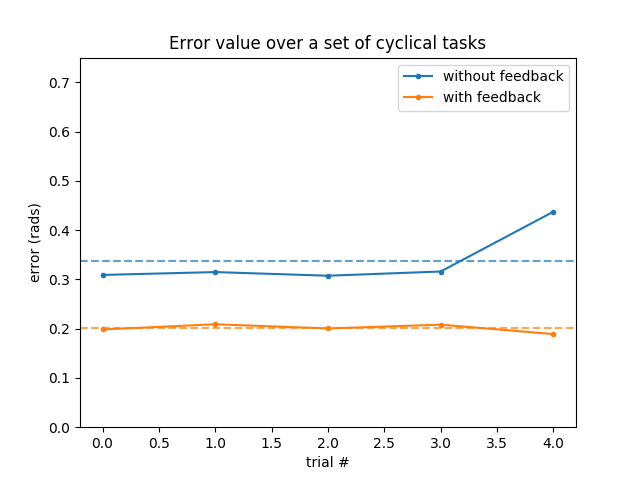 Error value over a set of cyclical tasks
without feedback
with feedback
0.7
0.6
0.5
0.4
0.3
0.2
0.1
0.0
error (rads)
0.0 0.5 1.0 1.5 2.0 2.5 3.0 3.5 4.0
trial #